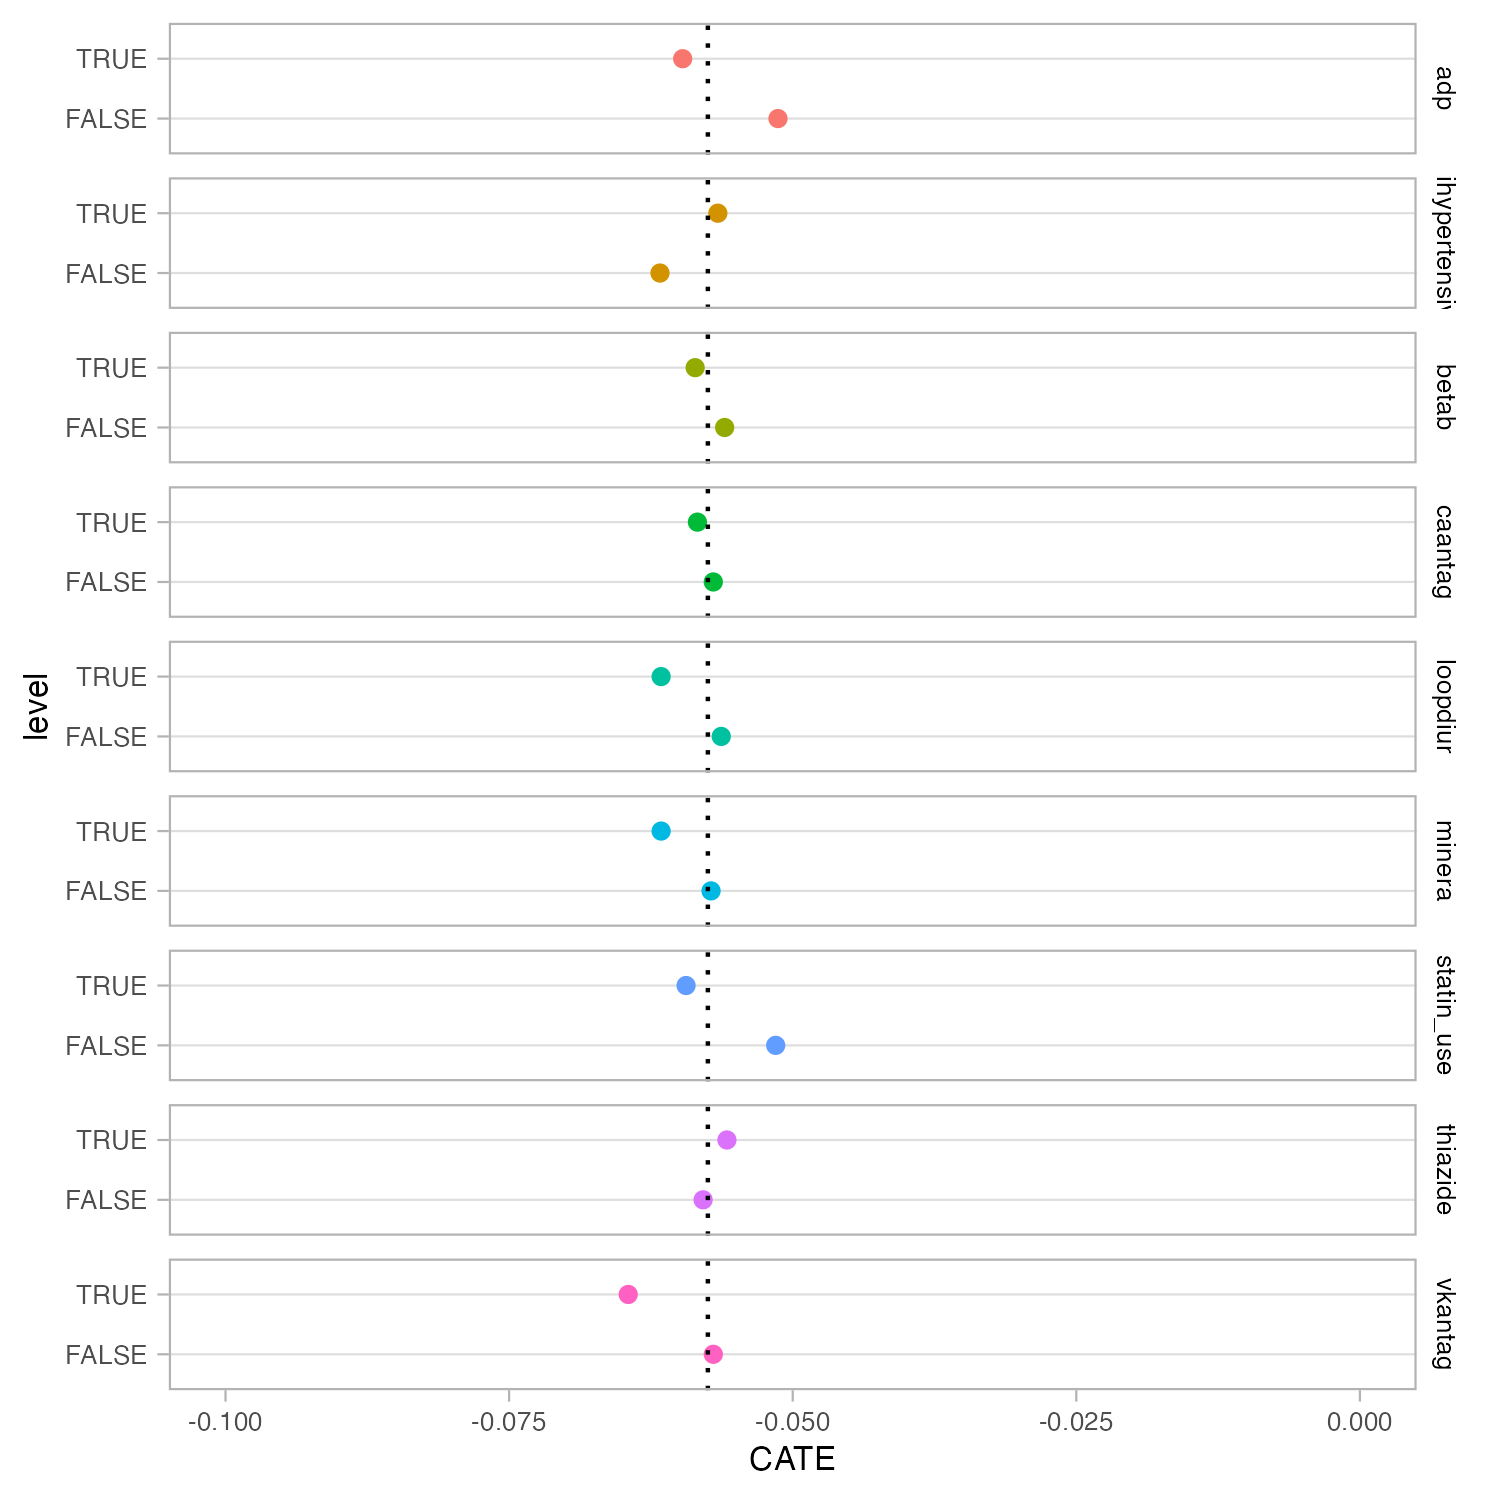 TRUE
FALSE
adp
TRUE
FALSE
ihypertensiv
TRUE
FALSE
betab
TRUE
FALSE
caantag
TRUE
FALSE
loopdiur
level
TRUE
FALSE
minera
TRUE
FALSE
statin_use
TRUE
FALSE
thiazide
TRUE
FALSE
vkantag
-0.100 -0.075 -0.050 -0.025 0.000
CATE